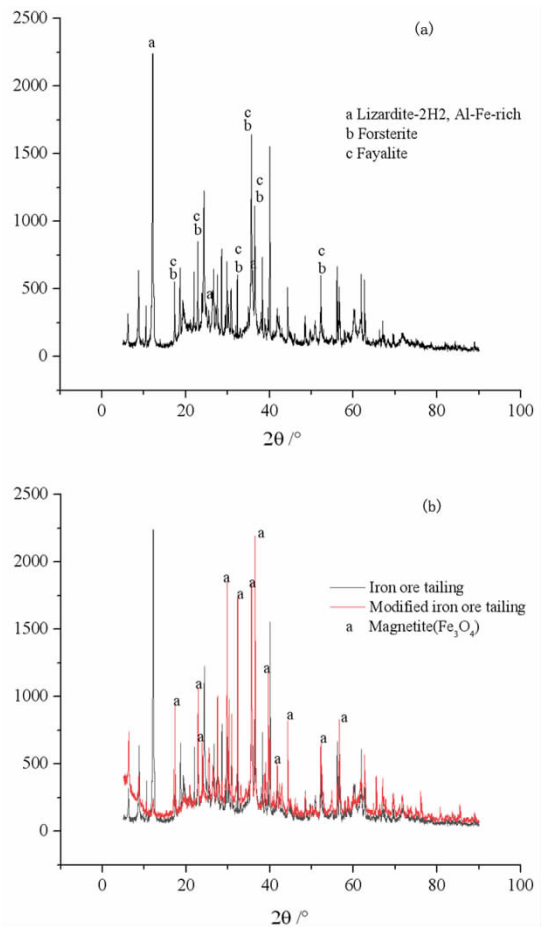 (a)
2500
2000
1500
1000
500
0
a
c
b
c
b
a
c
b
c
b
c
b
c
b
a Lizardite-2H2, Al-Fe-rich
b Forsterite
c Fayalite
0 20 40 60 80 100
2θ /°
(b)
2500
2000
1500
1000
500
0
a
a
a
a
a
a
a
a
a
a
a
a
Iron ore tailing
Modified iron ore tailing
a Magnetite(Fe₃O₄)
0 20 40 60 80 100
2θ /°